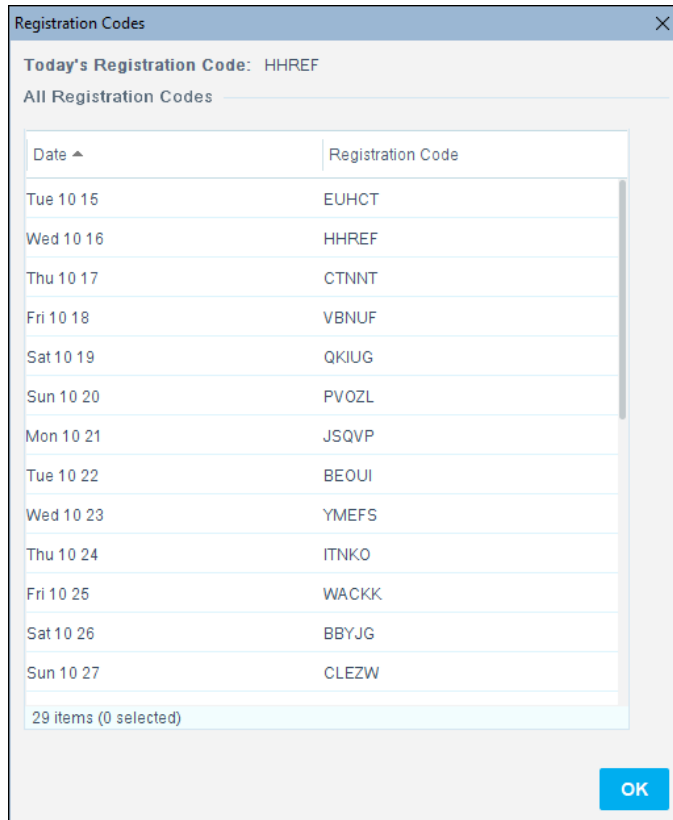 Registration Codes
Today's Registration Code: HHREF
All Registration Codes
Date Registration Code
Tue 10 15 EUHCT
Wed 10 16 HHREF
Thu 10 17 CTNNT
Fri 10 18 VBNUF
Sat 10 19 QKIUG
Sun 10 20 PVOZL
Mon 10 21 JSQVP
Tue 10 22 BEOUI
Wed 10 23 YMEFS
Thu 10 24 ITNKO
Fri 10 25 WACKK
Sat 10 26 BBYJG
Sun 10 27 CLEZW
29 items (0 selected)
OK